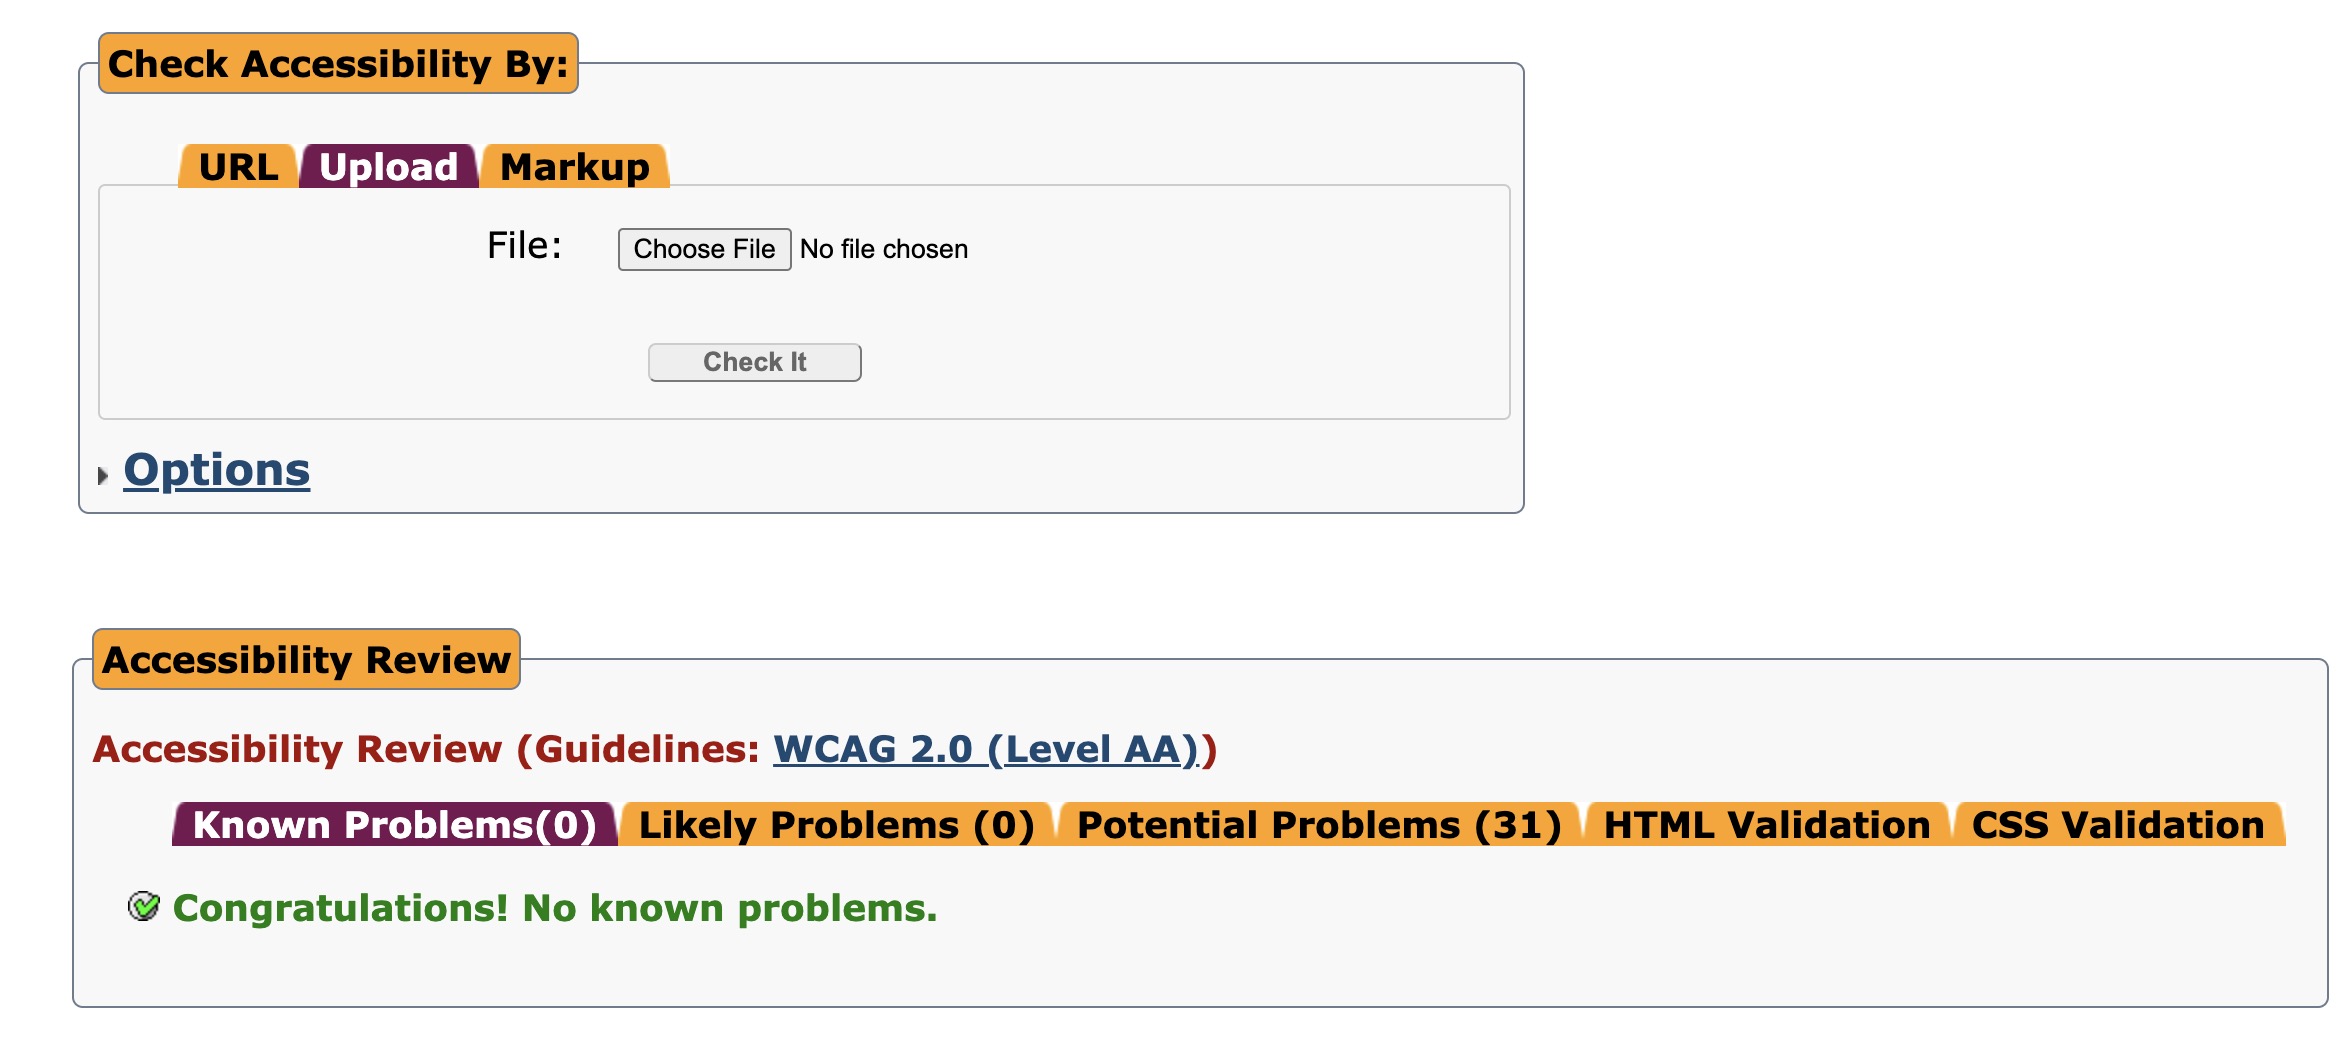 Check Accessibility By:
URL Upload Markup
File: Choose File No file chosen
Check It
Options
Accessibility Review
Accessibility Review (Guidelines: WCAG 2.0 (Level AA))
Known Problems(0) Likely Problems (0) Potential Problems (31) HTML Validation CSS Validation
Congratulations! No known problems.